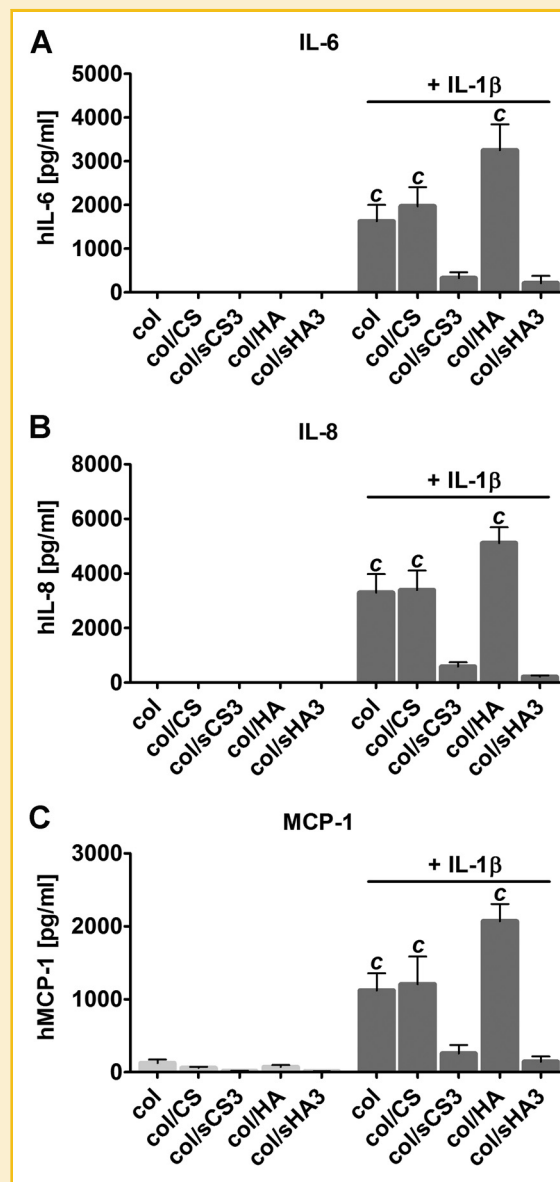 A
IL-6
hIL-6 [pg/ml]
5000
4000
3000
2000
1000
0
+ IL-1β
c
c
c
col
col/CS
col/sCS3
col/HA
col/sHA3
col
col/CS
col/sCS3
col/HA
col/sHA3
B
IL-8
hIL-8 [pg/ml]
8000
6000
4000
2000
0
+ IL-1β
c
c
c
col
col/CS
col/sCS3
col/HA
col/sHA3
col
col/CS
col/sCS3
col/HA
col/sHA3
C
MCP-1
hMCP-1 [pg/ml]
3000
2000
1000
0
+ IL-1β
c
c
c
col
col/CS
col/sCS3
col/HA
col/sHA3
col
col/CS
col/sCS3
col/HA
col/sHA3